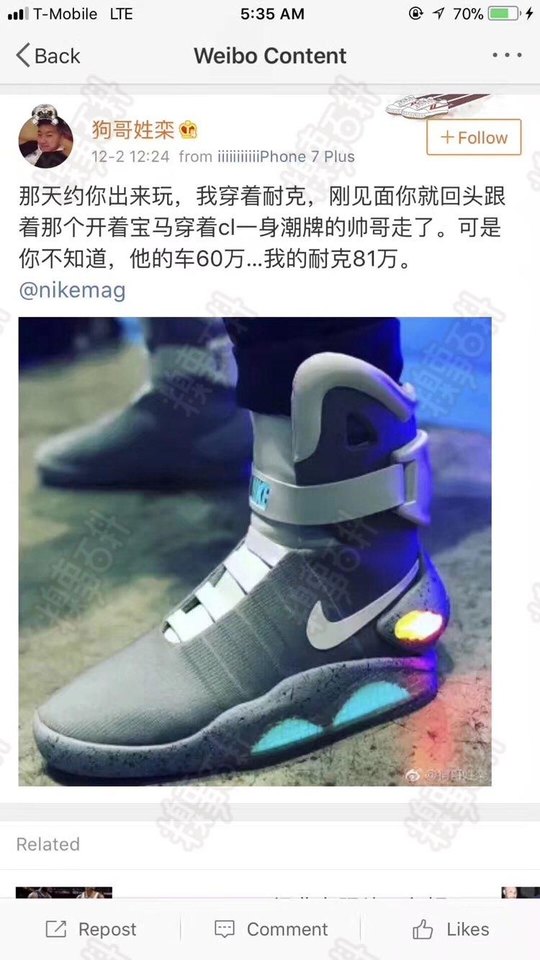 T-Mobile LTE 5:35 AM 70%
Back Weibo Content
狗哥姓栾
+Follow
12-2 12:24 from iiiiiiiiiiiPhone 7 Plus
那天约你出来玩，我穿着耐克，刚见面你就回头跟
着那个开着宝马穿着cl一身潮牌的帅哥走了。可是
你不知道，他的车60万...我的耐克81万。
@nikemag
NIKE
Related
Repost Comment Likes